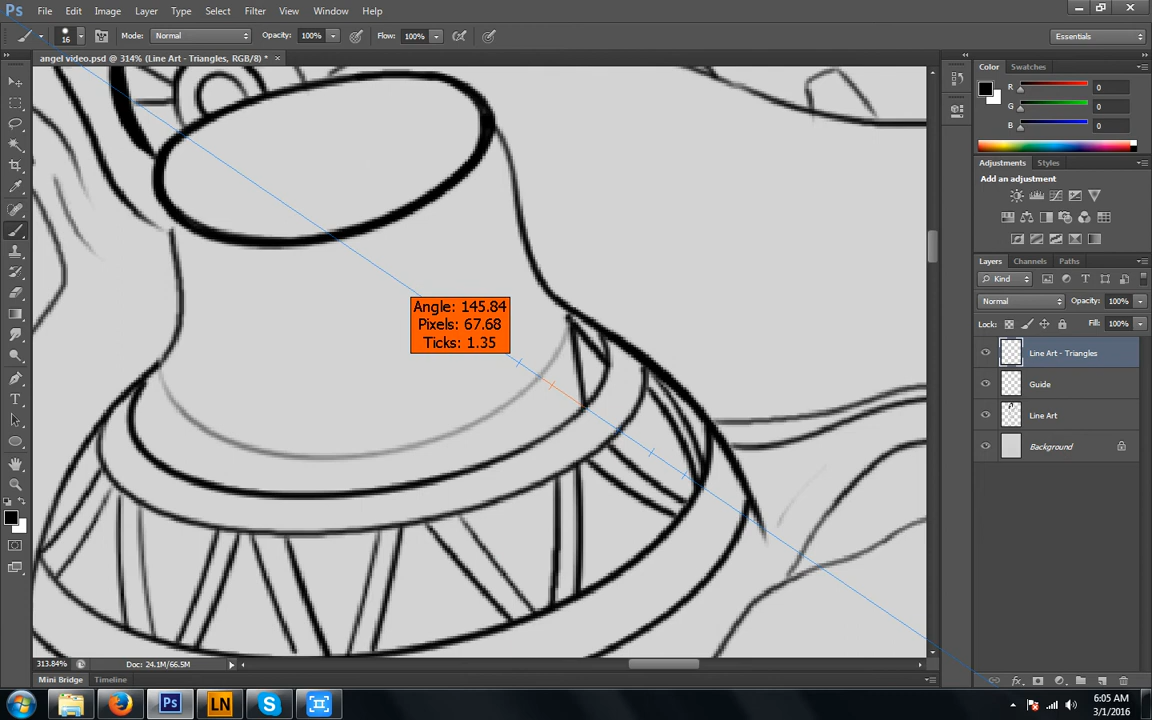 Ps File Edit Image Layer Type Select Filter View Window Help
16 Mode: Normal Opacity: 100% Flow: 100% Essentials
angel video.psd @ 314% (Line Art - Triangles, RGB/8) *
Color Swatches
R 0
G 0
B 0
Adjustments Styles
Add an adjustment
Layers Channels Paths
Kind
Normal Opacity: 100%
Lock: Fill: 100%
Line Art - Triangles
Guide
Line Art
Background
Angle: 145.84
Pixels: 67.68
Ticks: 1.35
313.84% Doc: 24.1M/66.5M
Mini Bridge Timeline
fx
Ps LN S
6:05 AM
3/1/2016